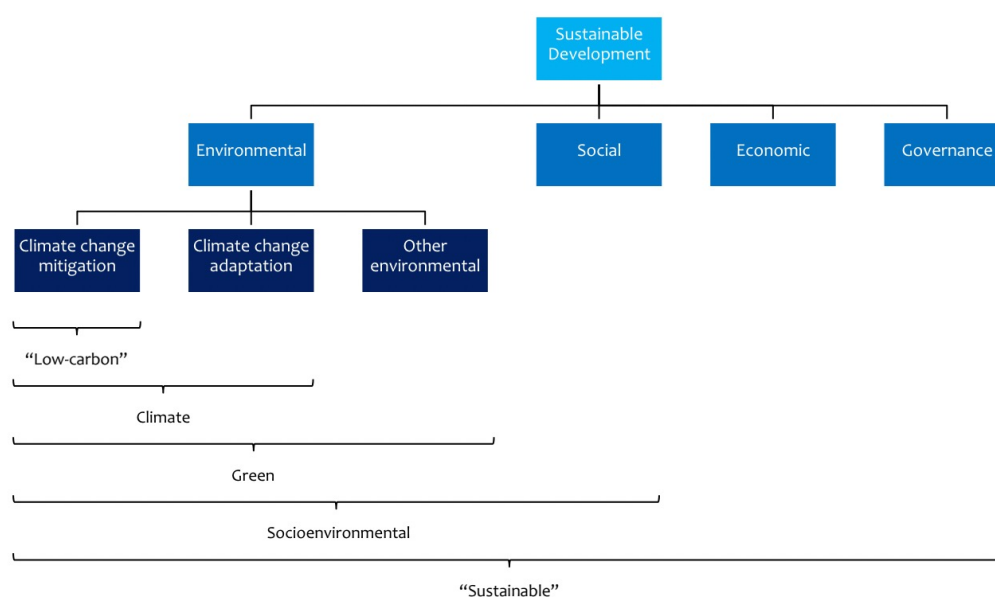 Sustainable
Development
Environmental
Social
Economic
Governance
Climate change
mitigation
Climate change
adaptation
Other
environmental
“Low-carbon”
Climate
Green
Socioenvironmental
“Sustainable”